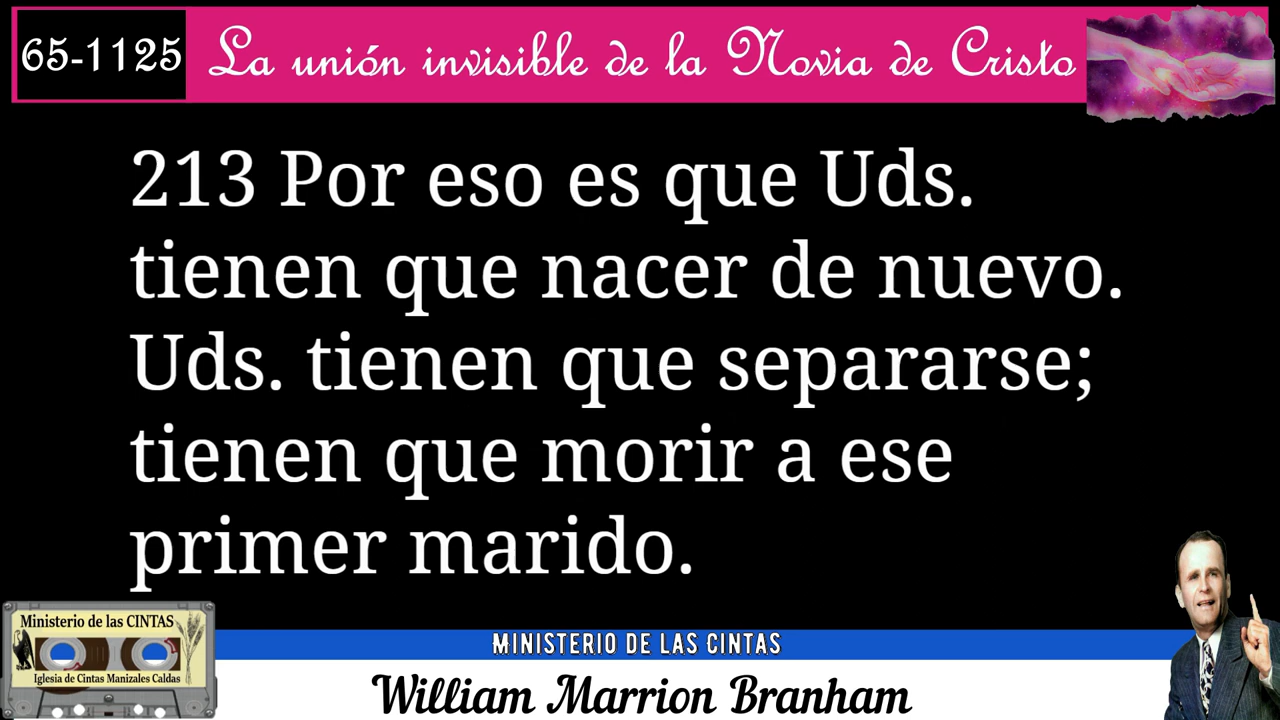 65-1125 La unión invisible de la Novia de Cristo
213 Por eso es que Uds.
tienen que nacer de nuevo.
Uds. tienen que separarse;
tienen que morir a ese
primer marido.
Ministerio de las CINTAS
Iglesia de Cintas Manizales Caldas
MINISTERIO DE LAS CINTAS
William Marrion Branham